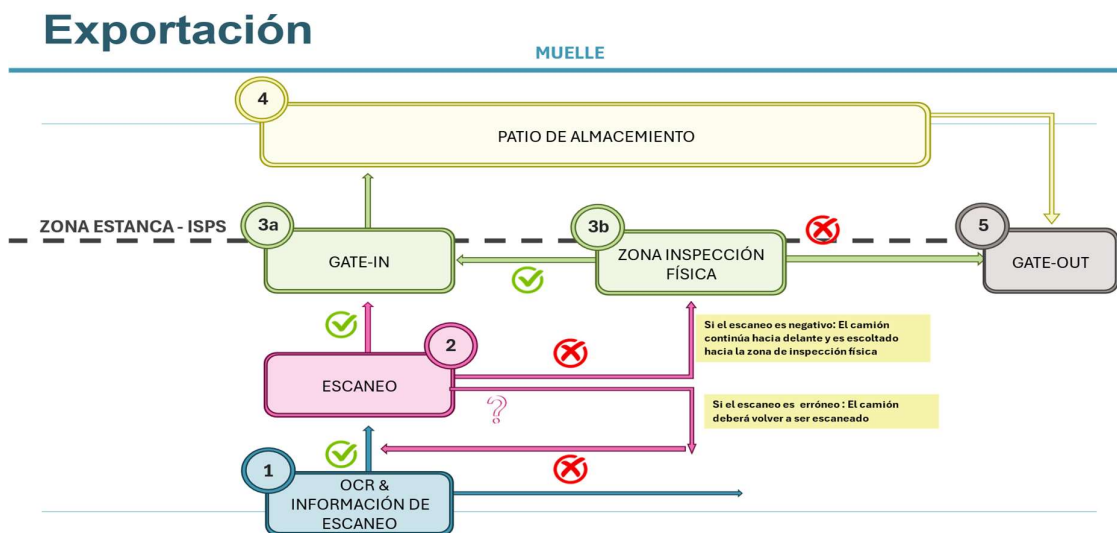 Exportación
MUELLE
4
PATIO DE ALMACEMIENTO
ZONA ESTANCA - ISPS
3a
GATE-IN
3b
ZONA INSPECCIÓN
FÍSICA
5
GATE-OUT
Si el escaneo es negativo: El camión
continúa hacia delante y es escoltado
hacia la zona de inspección física
2
ESCANEO
?
Si el escaneo es erróneo : El camión
deberá volver a ser escaneado
1
OCR &
INFORMACIÓN DE
ESCANEO